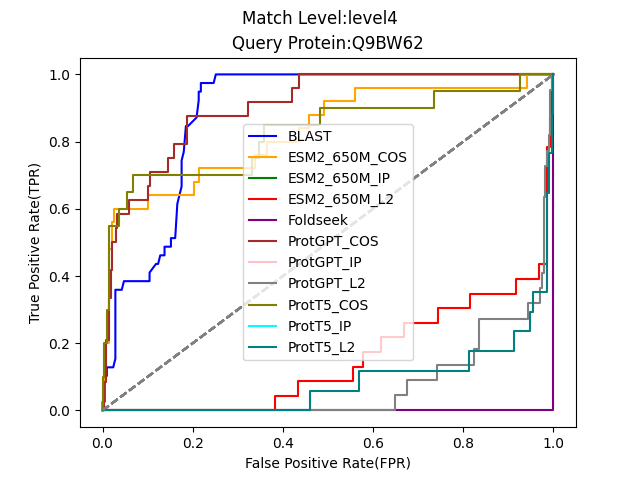 Match Level:level4
Query Protein:Q9BW62
True Positive Rate(TPR)
1.0
0.8
0.6
0.4
0.2
0.0
BLAST
ESM2_650M_COS
ESM2_650M_IP
ESM2_650M_L2
Foldseek
ProtGPT_COS
ProtGPT_IP
ProtGPT_L2
ProtT5_COS
ProtT5_IP
ProtT5_L2
0.0 0.2 0.4 0.6 0.8 1.0
False Positive Rate(FPR)